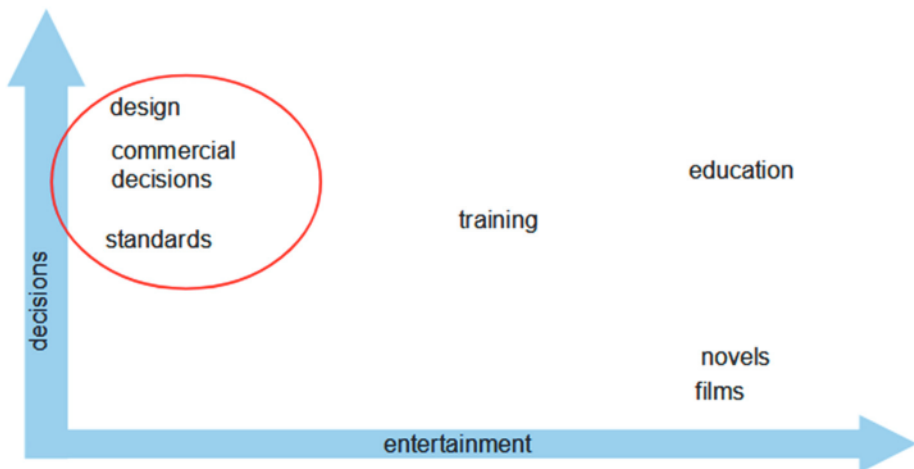 design
commercial
decisions
education
training
standards
decisions
novels
films
entertainment